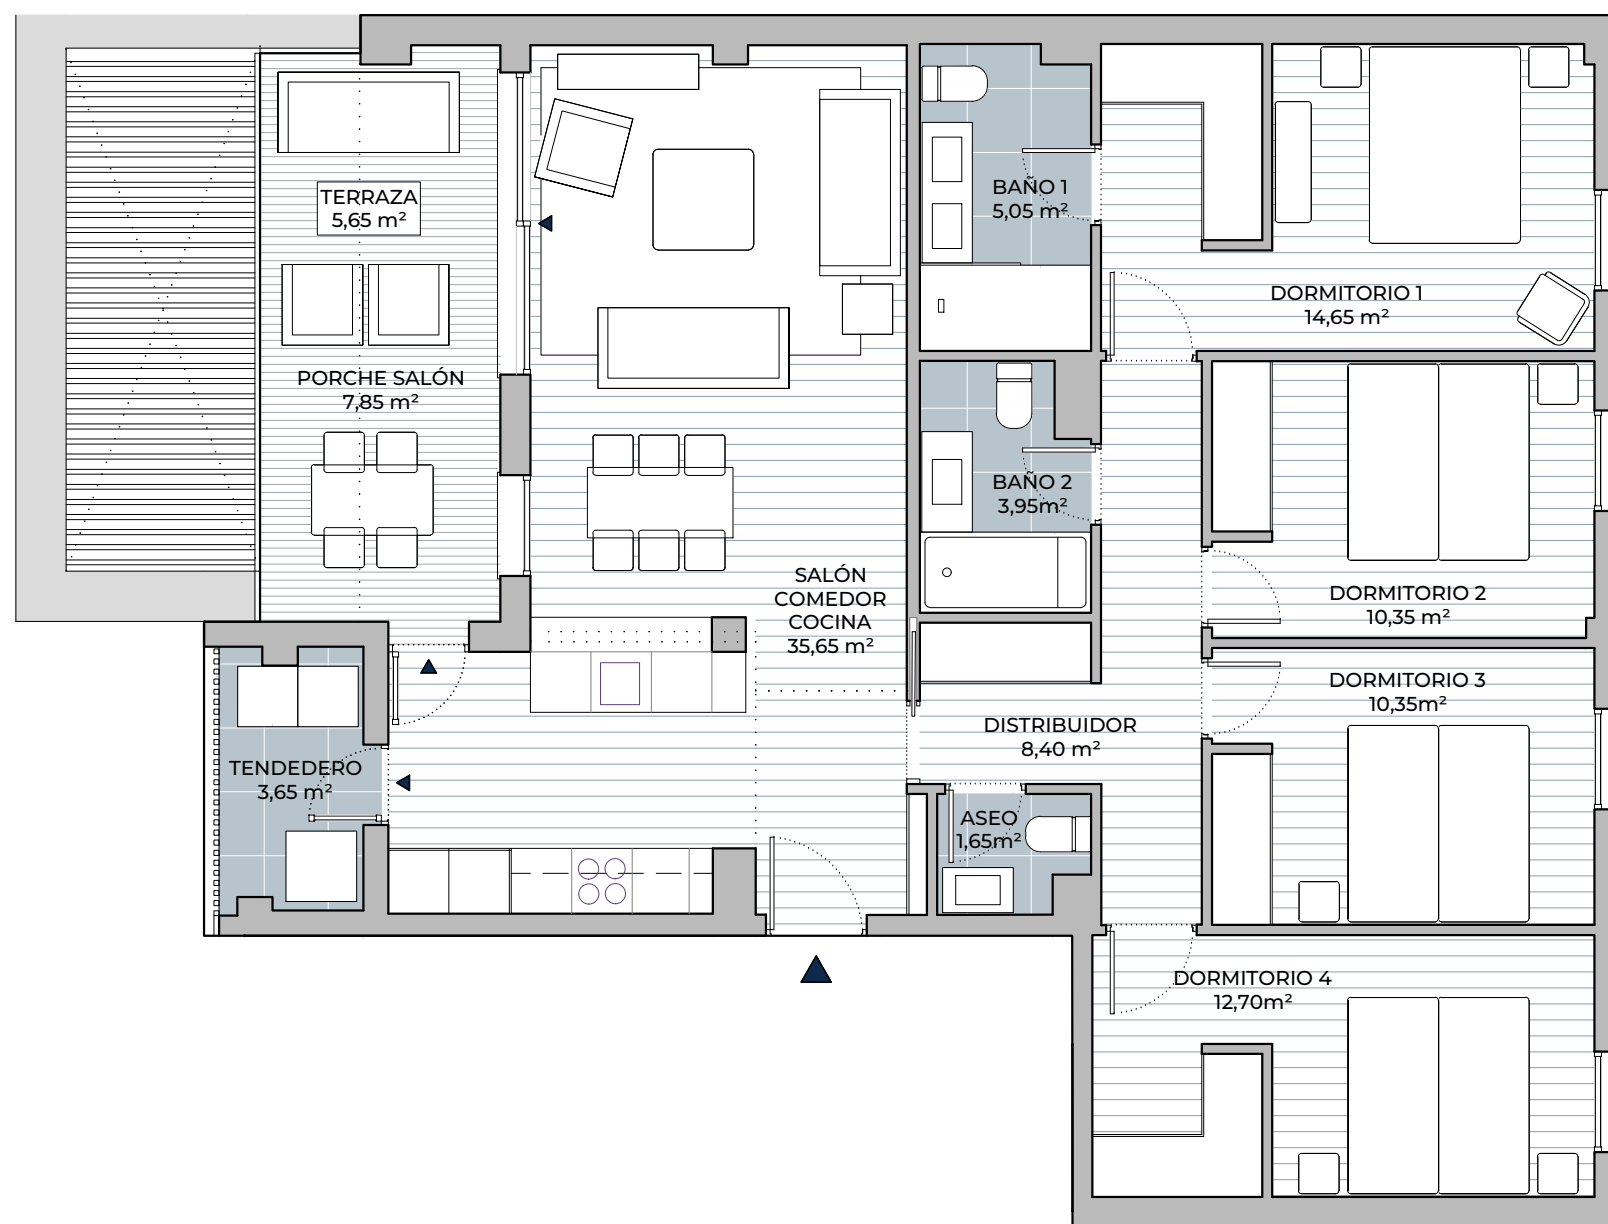 BAÑO 1
5,05 m²
TERRAZA
5,65 m²
DORMITORIO 1
14,65 m²
PORCHE SALÓN
7,85 m²
BAÑO 2
3,95m²
SALÓN
COMEDOR
COCINA
35,65 m²
DORMITORIO 2
10,35 m²
DORMITORIO 3
10,35m²
DISTRIBUIDOR
8,40 m²
TENDEDERO
3,65 m²
ASEO
1,65m²
DORMITORIO 4
12,70m²